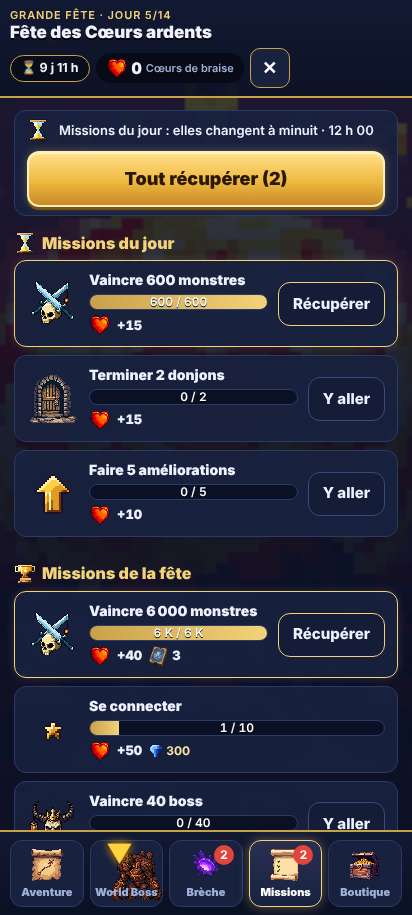 GRANDE FÊTE · JOUR 5/14
Fête des Cœurs ardents
9 j 11 h
0 Cœurs de braise
✕
Missions du jour : elles changent à minuit · 12 h 00
Tout récupérer (2)
Missions du jour
Vaincre 600 monstres
600 / 600
+15
Récupérer
Terminer 2 donjons
0 / 2
+15
Y aller
Faire 5 améliorations
0 / 5
+10
Y aller
Missions de la fête
Vaincre 6 000 monstres
6 K / 6 K
+40 3
Récupérer
Se connecter
1 / 10
+50 300
Vaincre 40 boss
0 / 40
Y aller
Aventure
World Boss
2
Brèche
2
Missions
Boutique